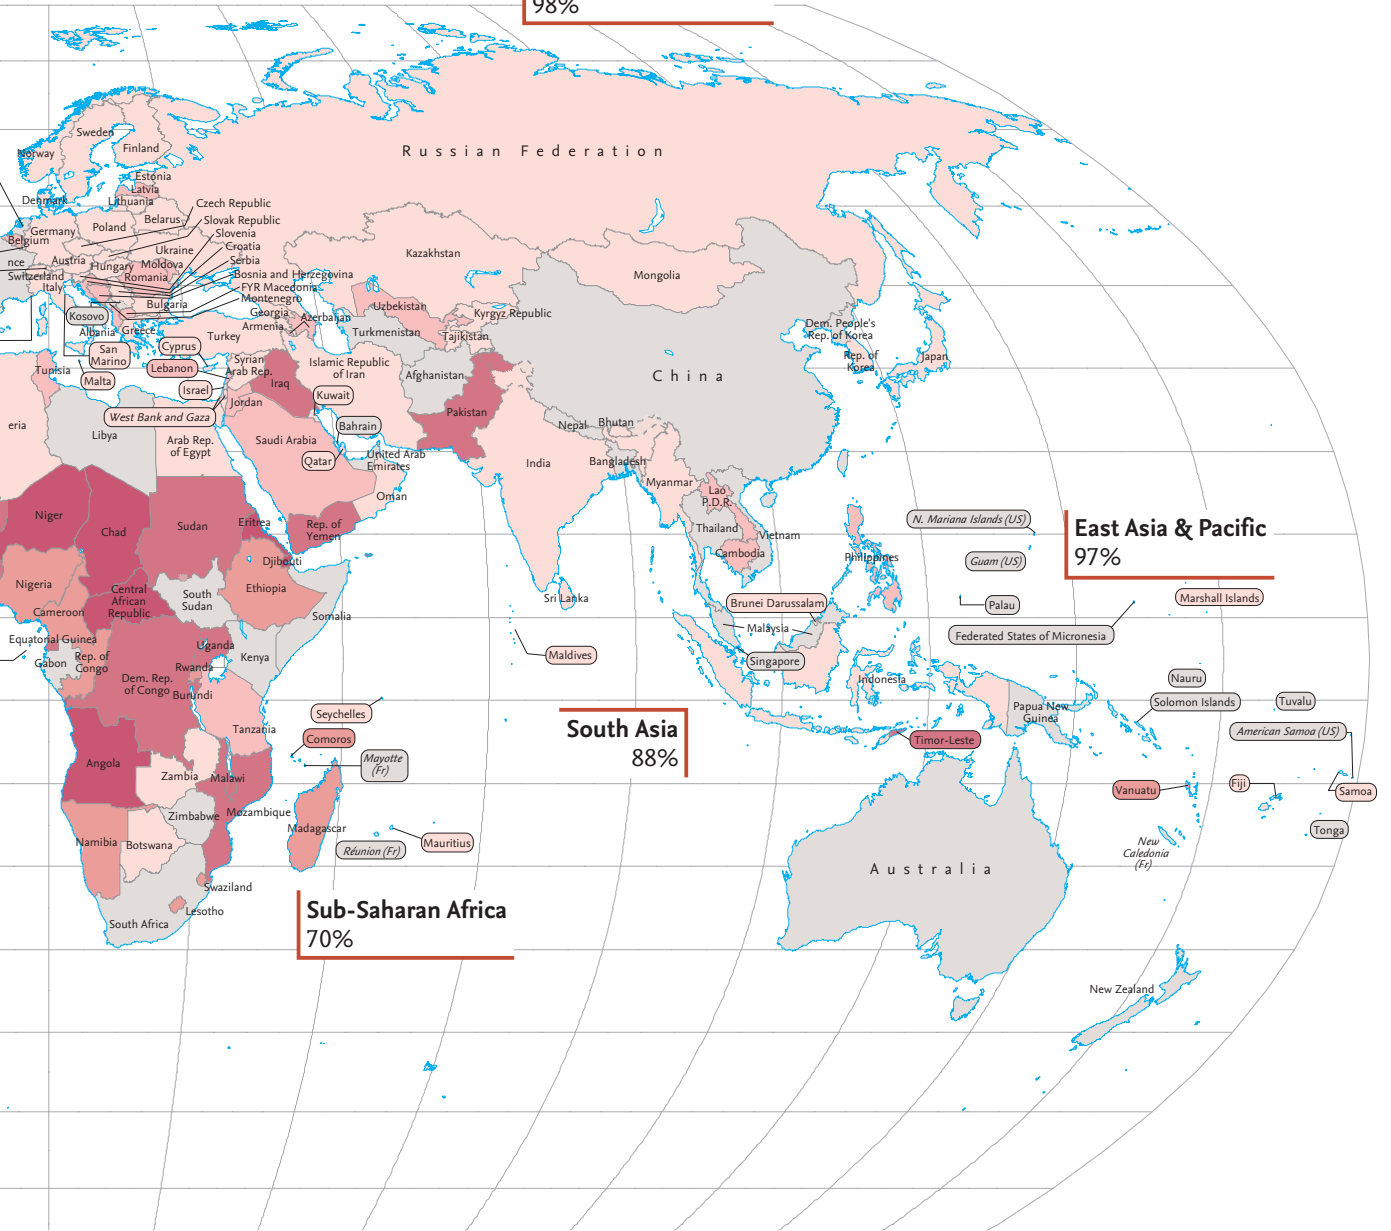 98%
Sweden
Norway
Finland
Russian Federation
Estonia
Latvia
Lithuania
Denmark
Czech Republic
Slovak Republic
Slovenia
Croatia
Serbia
Bosnia and Herzegovina
FYR Macedonia
Montenegro
Belarus
Poland
Germany
Belgium
Ukraine
nce
Austria
Hungary
Moldova
Romania
Switzerland
Italy
Bulgaria
Kosovo
Albania
Greece
San
Marino
Malta
Georgia
Armenia
Azerbaijan
Turkey
Cyprus
Lebanon
Israel
West Bank and Gaza
Syrian
Arab Rep.
Iraq
Jordan
Islamic Republic
of Iran
Kuwait
Bahrain
Qatar
Saudi Arabia
United Arab
Emirates
Oman
Rep. of
Yemen
Kazakhstan
Uzbekistan
Turkmenistan
Kyrgyz Republic
Tajikistan
Afghanistan
Pakistan
Mongolia
China
Dem. People's
Rep. of Korea
Rep. of
Korea
Japan
Nepal
Bhutan
Bangladesh
India
Myanmar
Lao
P.D.R.
Thailand
Vietnam
Cambodia
Philippines
Sri Lanka
Maldives
Brunei Darussalam
Malaysia
Singapore
Indonesia
Papua New
Guinea
Timor-Leste
Australia
New Zealand
N. Mariana Islands (US)
Guam (US)
Palau
Federated States of Micronesia
East Asia & Pacific
97%
Marshall Islands
Nauru
Solomon Islands
Tuvalu
American Samoa (US)
Vanuatu
Fiji
Samoa
Tonga
New
Caledonia
(Fr)
South Asia
88%
Tunisia
eria
Libya
Arab Rep.
of Egypt
Niger
Chad
Sudan
Eritrea
Djibouti
Nigeria
Central
African
Republic
South
Sudan
Ethiopia
Somalia
Cameroon
Equatorial Guinea
Gabon
Rep. of
Congo
Dem. Rep.
of Congo
Uganda
Kenya
Rwanda
Burundi
Tanzania
Seychelles
Comoros
Mayotte
(Fr)
Angola
Zambia
Malawi
Mozambique
Zimbabwe
Namibia
Botswana
Madagascar
Réunion (Fr)
Mauritius
Swaziland
Lesotho
South Africa
Sub-Saharan Africa
70%